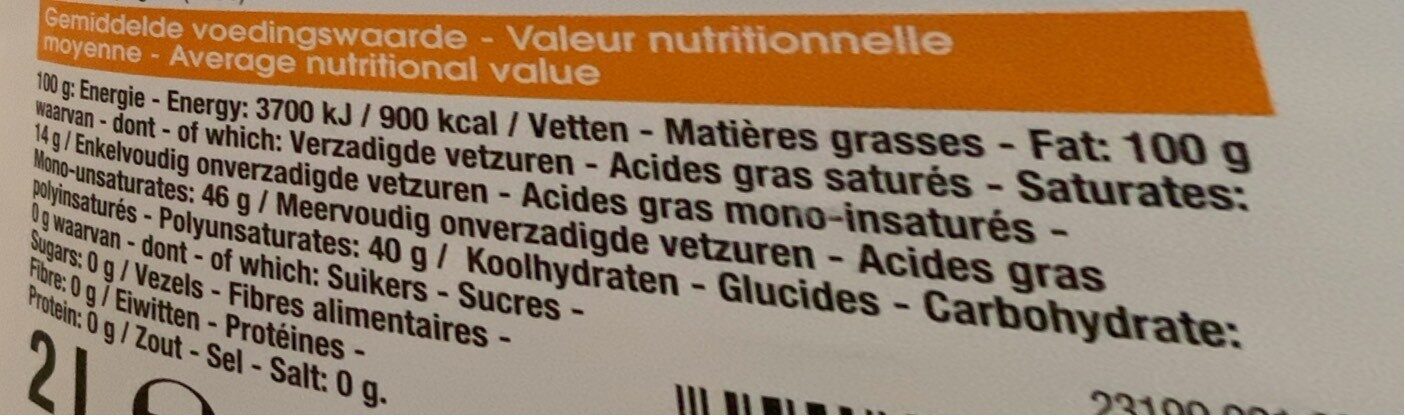 Gemiddelde voedingswaarde - Valeur nutritionnelle
moyenne - Average nutritional value
100 g: Energie - Energy: 3700 kJ / 900 kcal / Vetten - Matières grasses - Fat: 100 g
waarvan - dont - of which: Verzadigde vetzuren - Acides gras saturés - Saturates:
14 g / Enkelvoudig onverzadigde vetzuren - Acides gras mono-insaturés -
Mono-unsaturates: 46 g / Meervoudig onverzadigde vetzuren - Acides gras
polyinsaturés - Polyunsaturates: 40 g / Koolhydraten - Glucides - Carbohydrate:
0 g waarvan - dont - of which: Suikers - Sucres -
Sugars: 0 g / Vezels - Fibres alimentaires -
Fibre: 0 g / Eiwitten - Protéines -
Protein: 0 g / Zout - Sel - Salt: 0 g.
2 l